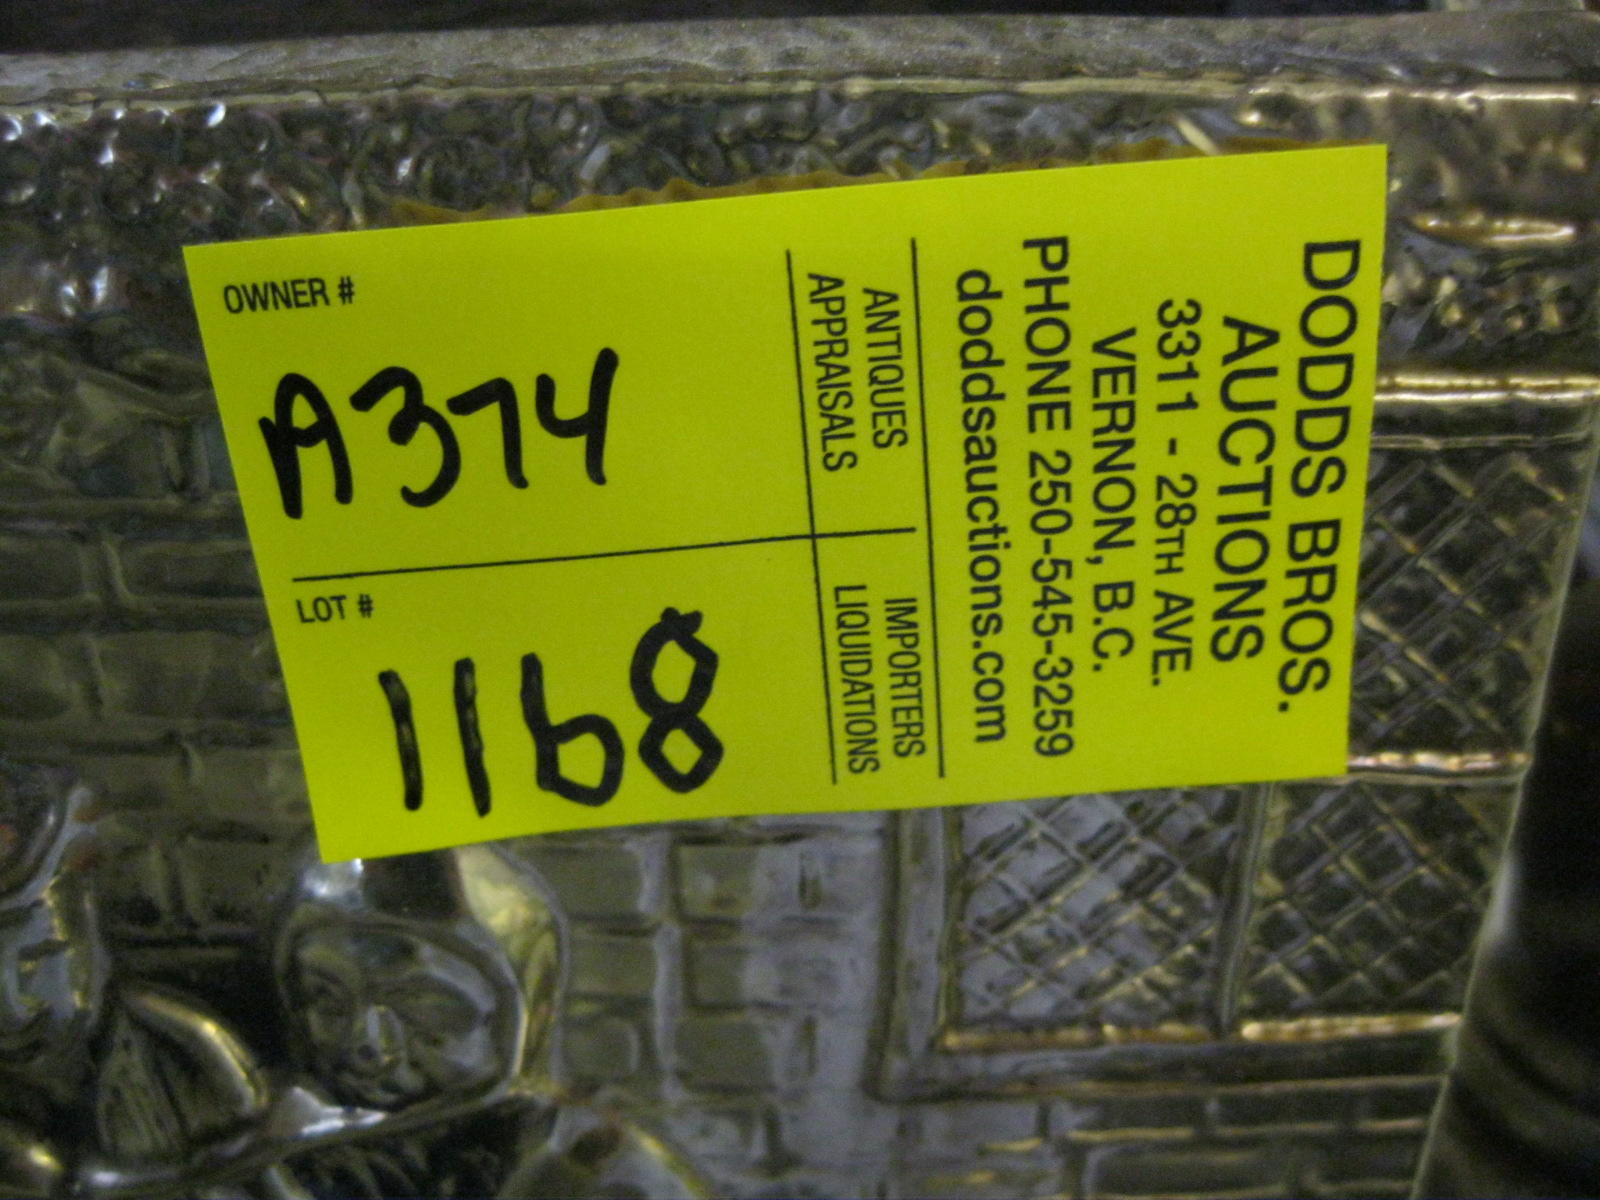 DODDS BROS.
AUCTIONS
3311 - 28TH AVE.
VERNON, B.C.
PHONE 250-545-3259
doddsauctions.com
ANTIQUES IMPORTERS
APPRAISALS LIQUIDATIONS
OWNER #
A374
LOT #
1168